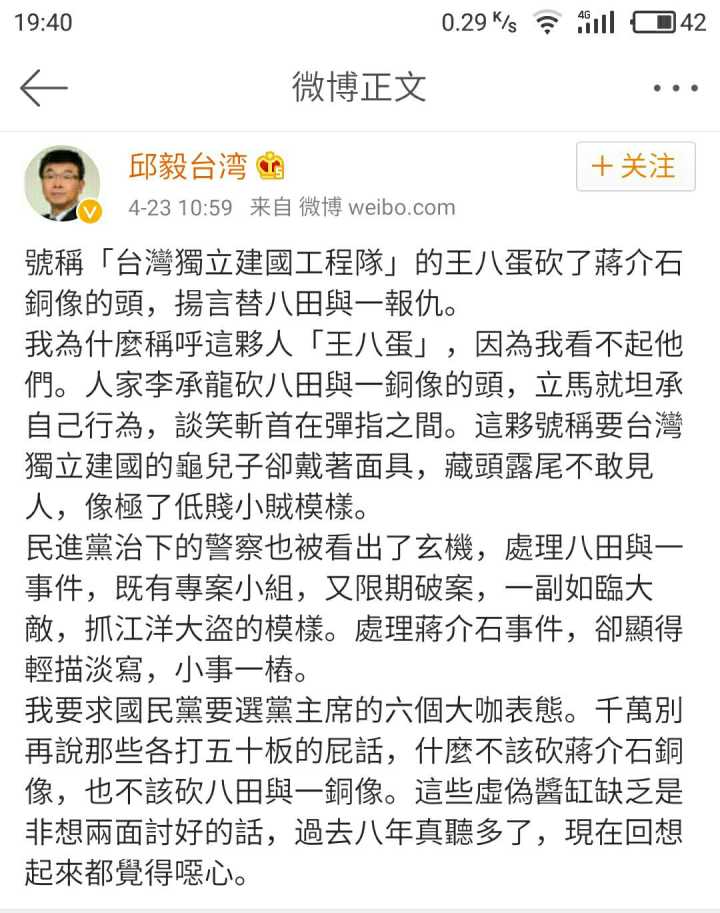 19:40 0.29 K/s 4G 42
微博正文
邱毅台湾 + 关注
4-23 10:59 来自 微博 weibo.com
號稱「台灣獨立建國工程隊」的王八蛋砍了蔣介石
銅像的頭，揚言替八田與一報仇。
我為什麼稱呼這夥人「王八蛋」，因為我看不起他
們。人家李承龍砍八田與一銅像的頭，立馬就坦承
自己行為，談笑斬首在彈指之間。這夥號稱要台灣
獨立建國的龜兒子卻戴著面具，藏頭露尾不敢見
人，像極了低賤小賊模樣。
民進黨治下的警察也被看出了玄機，處理八田與一
事件，既有專案小組，又限期破案，一副如臨大
敵，抓江洋大盜的模樣。處理蔣介石事件，卻顯得
輕描淡寫，小事一樁。
我要求國民黨要選黨主席的六個大咖表態。千萬別
再說那些各打五十板的屁話，什麼不該砍蔣介石銅
像，也不該砍八田與一銅像。這些虛偽醬缸缺乏是
非想兩面討好的話，過去八年真聽多了，現在回想
起來都覺得噁心。